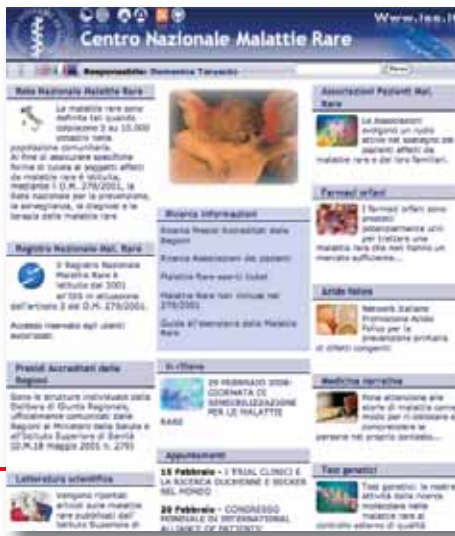 Www.iss.it
Centro Nazionale Malattie Rare
Responsabile: Domenica Taruscio
Rete Nazionale Malattie Rare
Le malattie rare sono
definite tali quando
colpiscono 5 su 10.000
cittadini nella
popolazione comunitaria.
Al fine di assicurare specifiche
forme di tutela ai soggetti affetti
da malattie rare è istituita,
mediante il D.M. 279/2001, la
Rete nazionale per la prevenzione,
la sorveglianza, la diagnosi e la
terapia delle malattie rare
Registro Nazionale Mal. Rare
Il Registro Nazionale
Malattie Rare è
istituito dal 2001
all'ISS in attuazione
dell'articolo 3 del D.M. 279/2001.
Accesso riservato agli utenti
autorizzati
Presidi Accreditati delle
Regioni
Sono le strutture individuate dalla
Delibera di Giunta Regionale,
ufficialmente comunicati dalle
Regioni al Ministero della Salute e
all'Istituto Superiore di Sanità
(D.M.18 maggio 2001 n. 279)
Letteratura scientifica
Vengono riportati
articoli sulle malattie
rare pubblicati dall'
Istituto Superiore di
Ricerca Informazioni
Ricerca Presidi Accreditati dalle
Regioni
Ricerca Associazioni dei pazienti
Malattie Rare esenti ticket
Malattie Rare non incluse nel
279/2001
Guida all'esenzione delle Malattie
Rare
In rilievo
29 FEBBRAIO 2008:
GIORNATA DI
SENSIBILIZZAZIONE
PER LE MALATTIE
RARE
Appuntamenti
15 Febbraio - I TRIAL CLINICI E
LA RICERCA DUCHENNE E BECKER
NEL MONDO
20 Febbraio - CONGRESSO
MONDIALE DI INTERNATIONAL
ALLIANCE OF PATIENTS'
Associazioni Pazienti Mal.
Rare
Le Associazioni
svolgono un ruolo
attivo nel sostegno dei
pazienti affetti da
malattie rare e dei loro familiari.
Farmaci orfani
I farmaci orfani sono
prodotti
potenzialmente utili
per trattare una
malattia rara che non hanno un
mercato sufficiente...
Acido folico
Network Italiano
Promozione Acido
Folico per la
prevenzione primaria
di difetti congeniti
Medicina narrativa
Pone attenzione alle
storie di malattia come
modo per ri-collocare e
comprendere le
persone nel proprio contesto...
Test genetici
Test genetici: la nostra
attività dalla ricerca
molecolare nelle
malattie rare al
controllo esterno di qualità